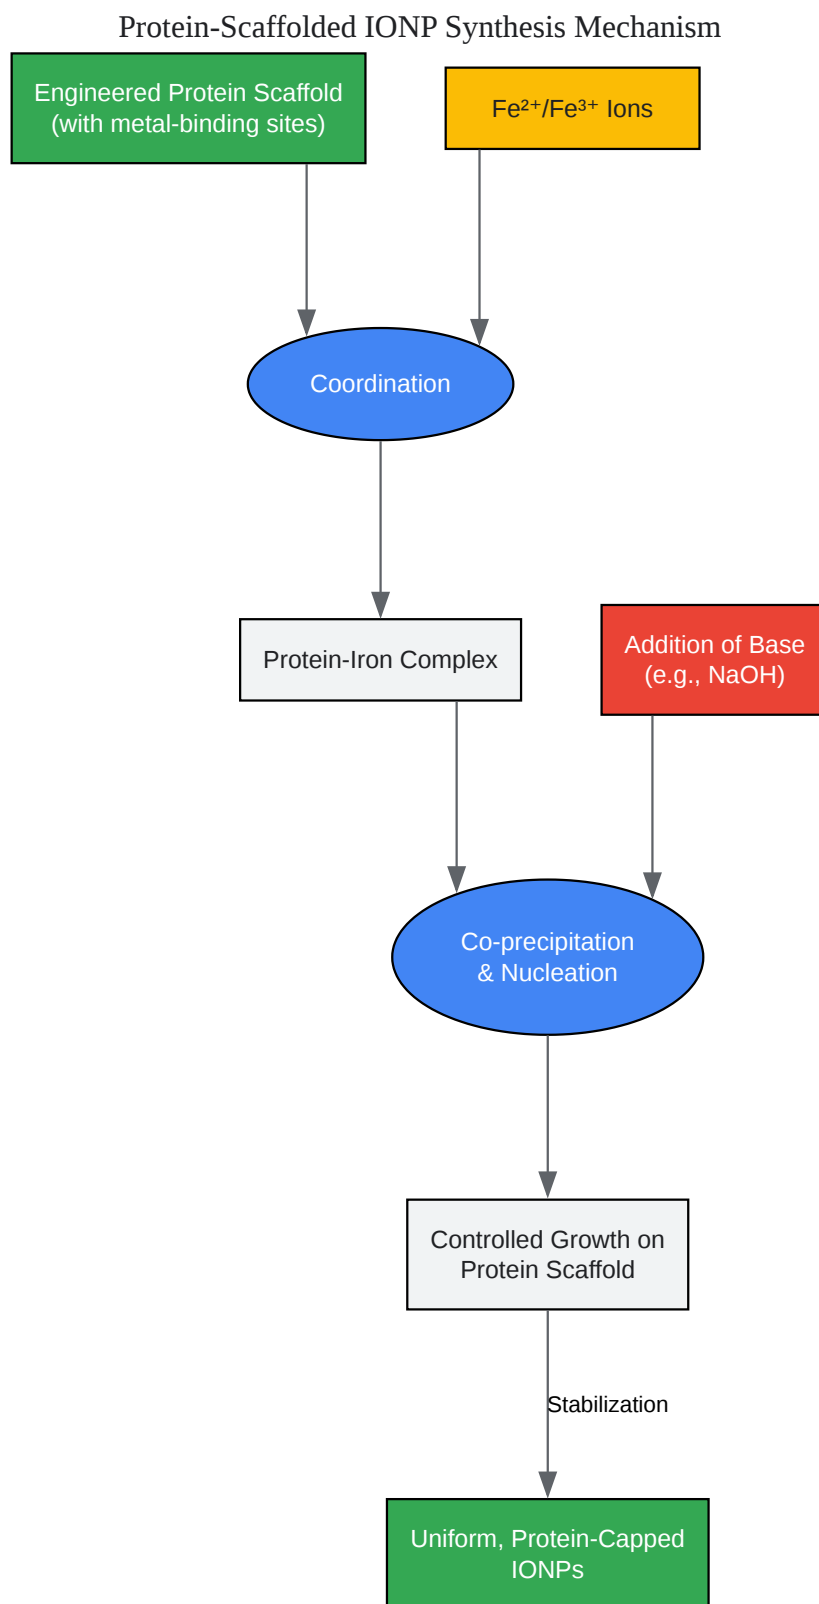 Protein-Scaffolded IONP Synthesis Mechanism
Engineered Protein Scaffold
(with metal-binding sites)
Fe²⁺/Fe³⁺ Ions
Coordination
Protein-Iron Complex
Addition of Base
(e.g., NaOH)
Co-precipitation
& Nucleation
Controlled Growth on
Protein Scaffold
Stabilization
Uniform, Protein-Capped
IONPs